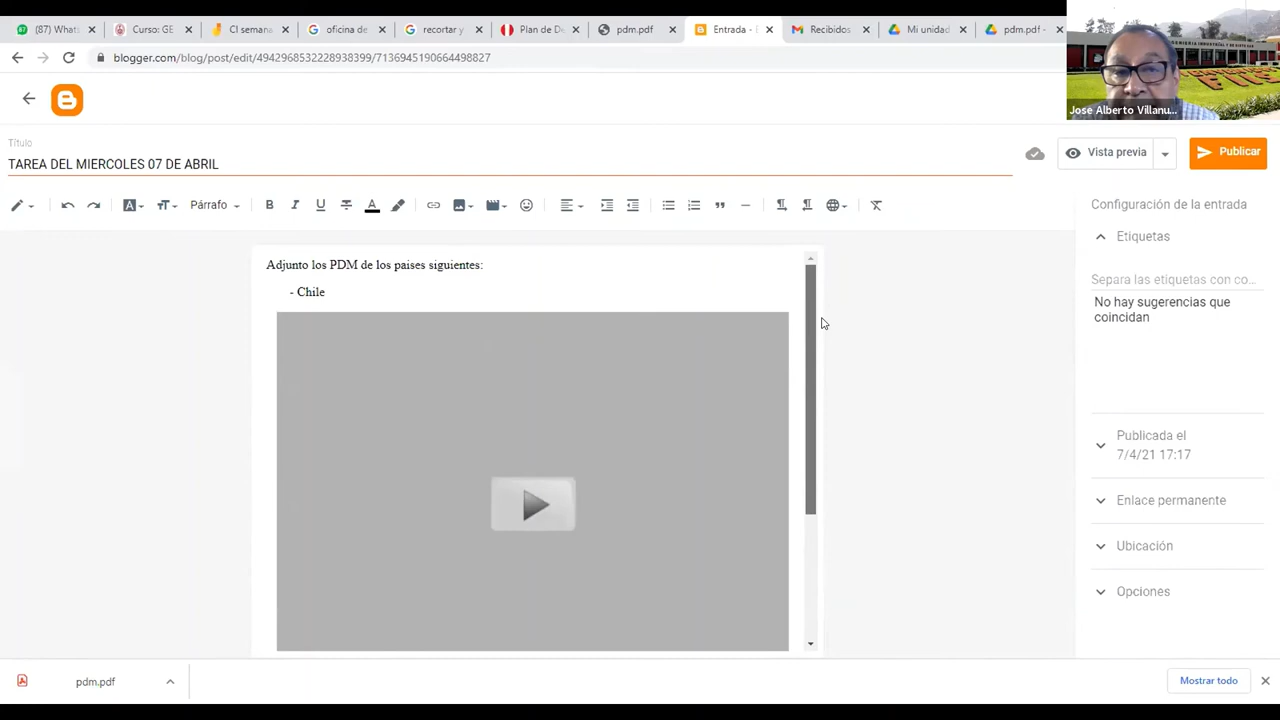 (87) What
Curso: GE
CI seman
oficina de
recortar y
Plan de De
pdm.pdf
Entrada -
Recibidos
Mi unidad
pdm.pdf -
blogger.com/blog/post/edit/4942968532228938399/7136945190664498827
José Alberto Villanu...
Título
TAREA DEL MIERCOLES 07 DE ABRIL
Vista previa
Publicar
Párrafo
Configuración de la entrada
Etiquetas
Separa las etiquetas con co...
No hay sugerencias que
coincidan
Adjunto los PDM de los paises siguientes:
- Chile
Publicada el
7/4/21 17:17
Enlace permanente
Ubicación
Opciones
pdm.pdf
Mostrar todo